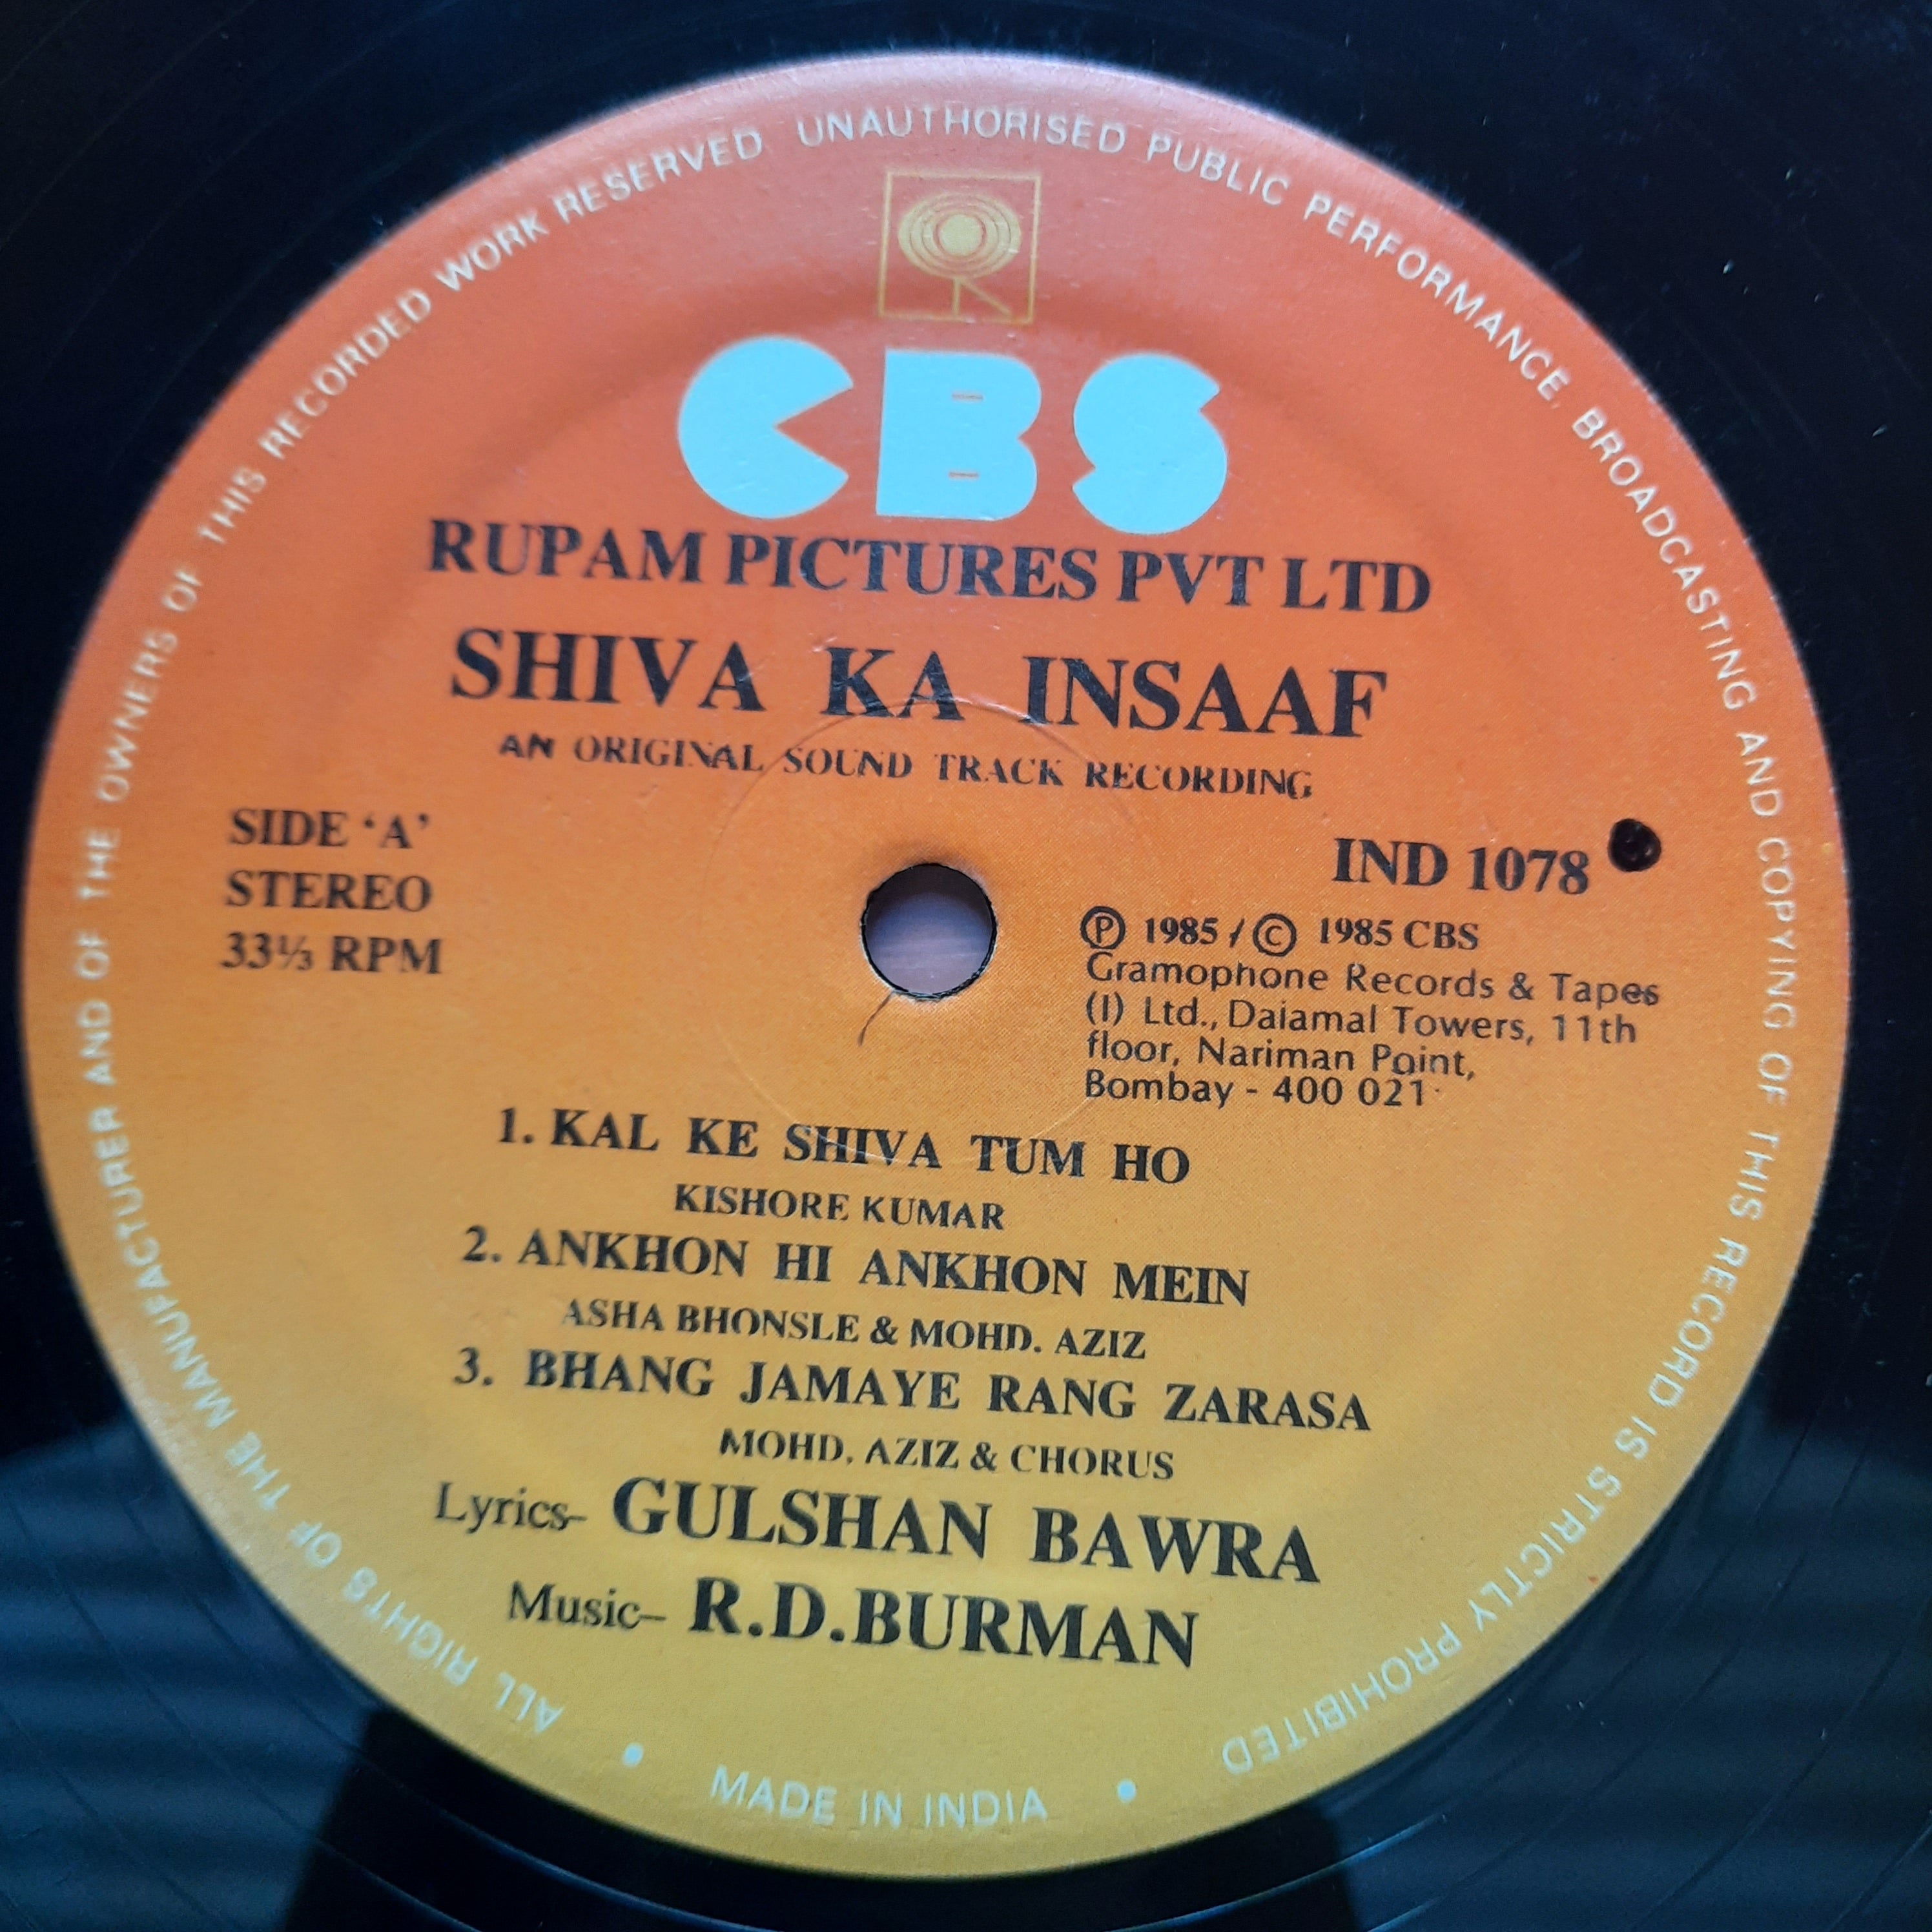 ALL RIGHTS OF THE MANUFACTURER AND OF THE OWNERS OF THIS RECORDED WORK RESERVED UNAUTHORISED PUBLIC PERFORMANCE, BROADCASTING AND COPYING OF THIS RECORD IS STRICTLY PROHIBITED
CBS
RUPAM PICTURES PVT LTD
SHIVA KA INSAAF
AN ORIGINAL SOUND TRACK RECORDING
SIDE ‘A’
STEREO
33⅓ RPM
IND 1078
Ⓟ 1985 / © 1985 CBS
Gramophone Records & Tapes
(I) Ltd., Daiamal Towers, 11th
floor, Nariman Point,
Bombay - 400 021
1. KAL KE SHIVA TUM HO
KISHORE KUMAR
2. ANKHON HI ANKHON MEIN
ASHA BHONSLE & MOHD. AZIZ
3. BHANG JAMAYE RANG ZARASA
MOHD. AZIZ & CHORUS
Lyrics- GULSHAN BAWRA
Music- R.D.BURMAN
• MADE IN INDIA •